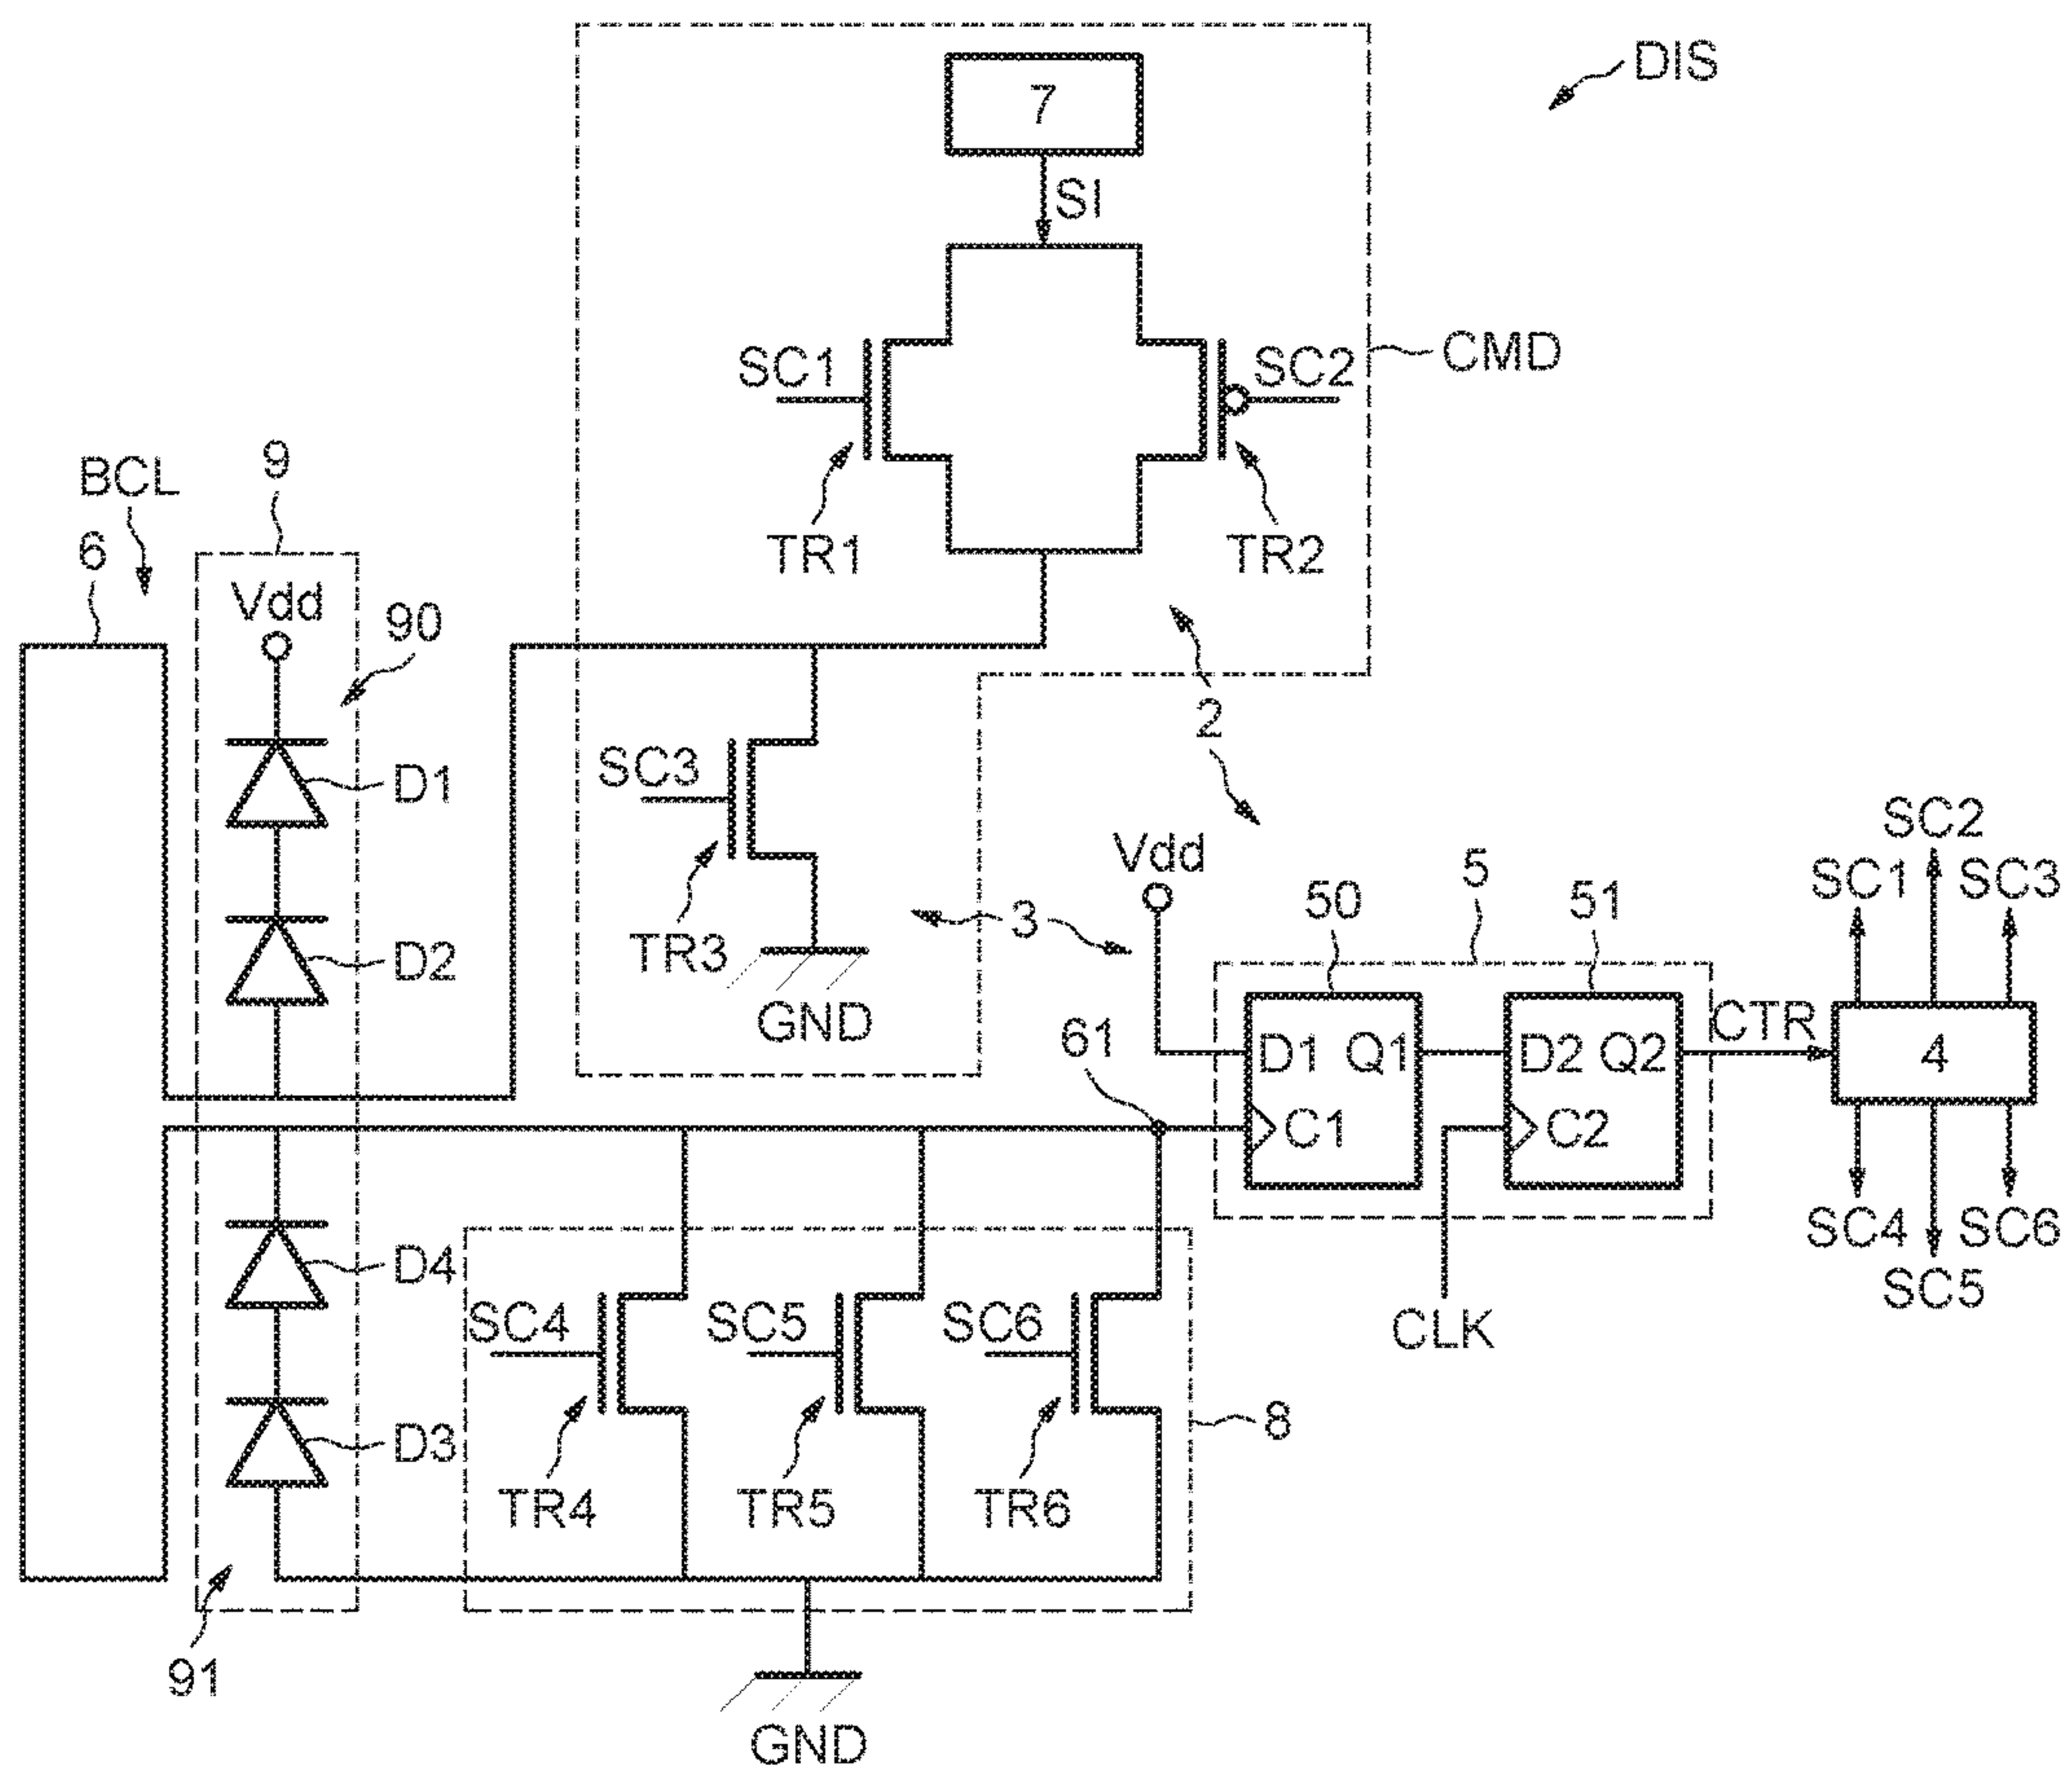 DIS
7
SI
SC1
SC2
CMD
TR1
TR2
BCL
9
6
Vdd
90
2
D1
SC3
TR3
GND
3
D2
Vdd
5
50
51
SC1
SC2
SC3
61
D1 Q1
D2 Q2
CTR
4
C1
C2
SC4
SC5
SC6
CLK
D4
D3
SC4
SC5
SC6
8
TR4
TR5
TR6
91
GND